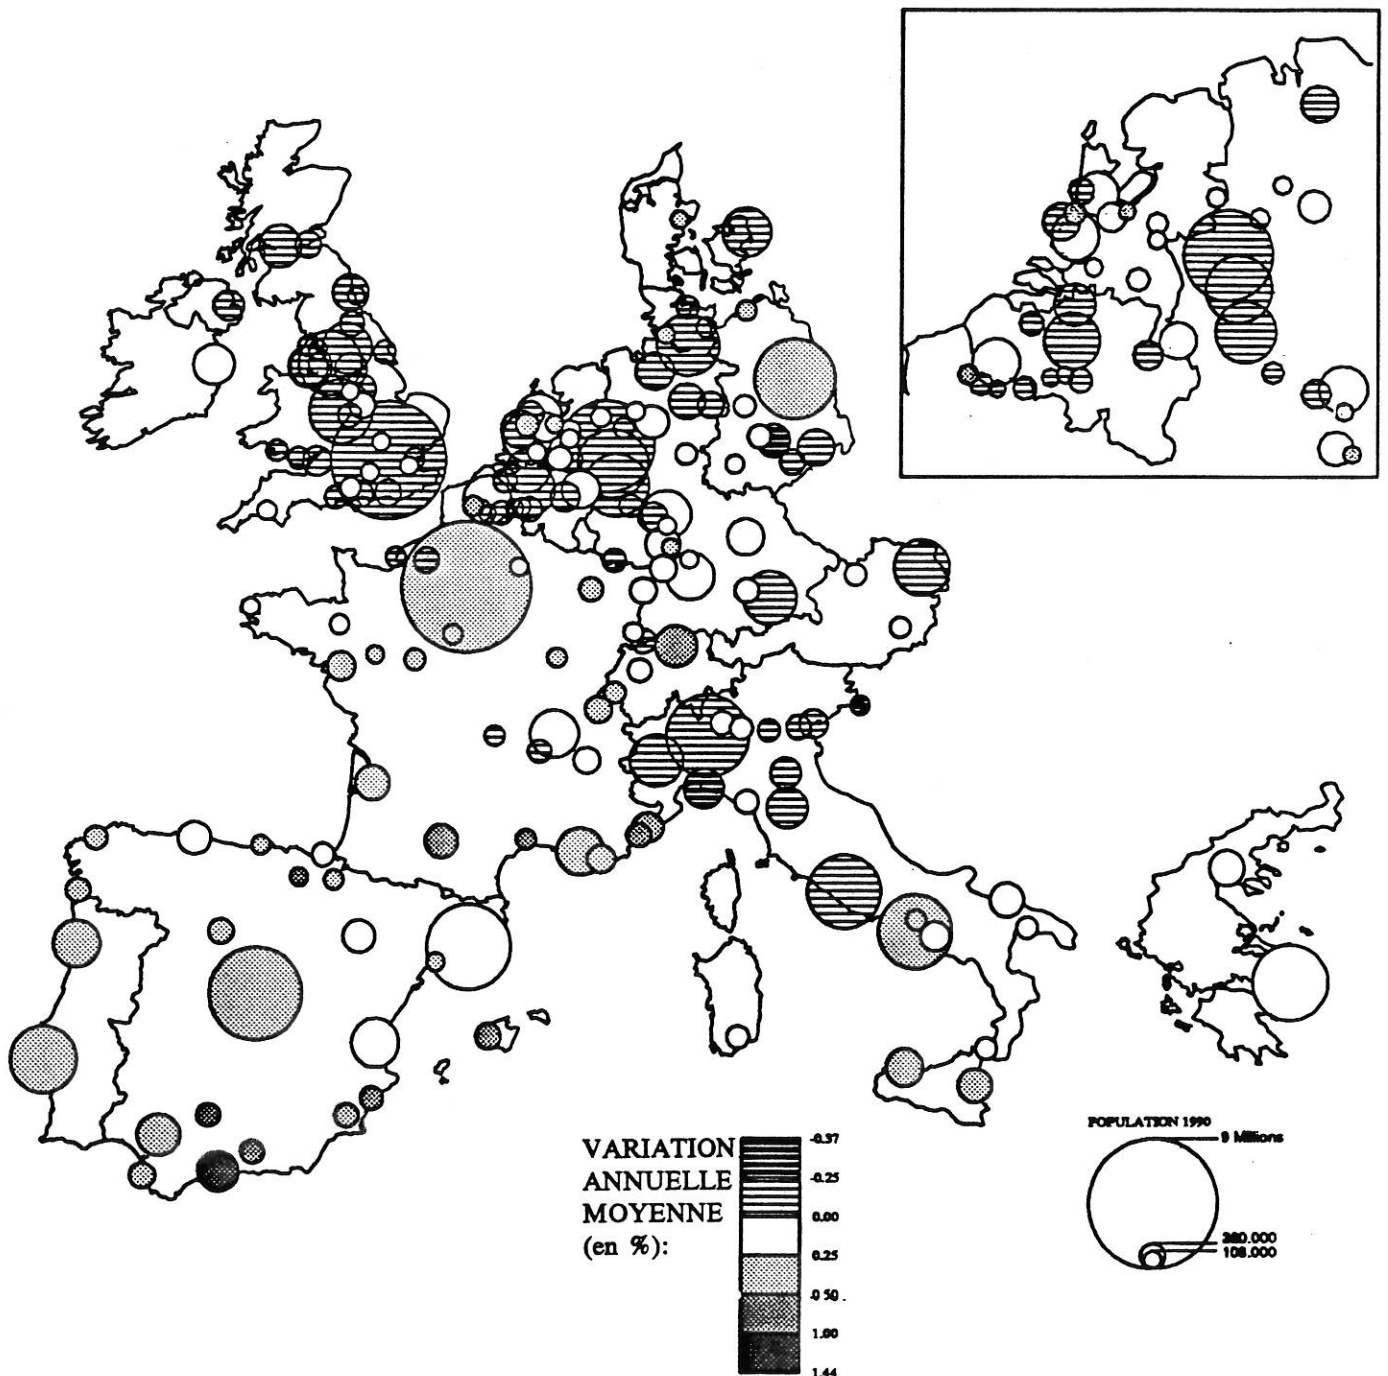 VARIATION
ANNUELLE
MOYENNE
(en %):
-0.37
-0.25
0.00
0.25
0.50
1.00
1.44
POPULATION 1990
9 Millions
108.000